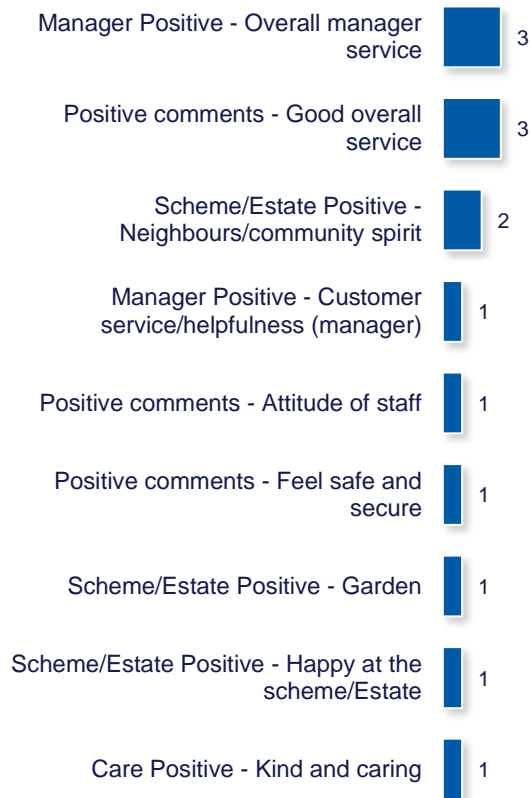 Manager Positive - Overall manager
service
3
Positive comments - Good overall
service
3
Scheme/Estate Positive -
Neighbours/community spirit
2
Manager Positive - Customer
service/helpfulness (manager)
1
Positive comments - Attitude of staff
1
Positive comments - Feel safe and
secure
1
Scheme/Estate Positive - Garden
1
Scheme/Estate Positive - Happy at the
scheme/Estate
1
Care Positive - Kind and caring
1